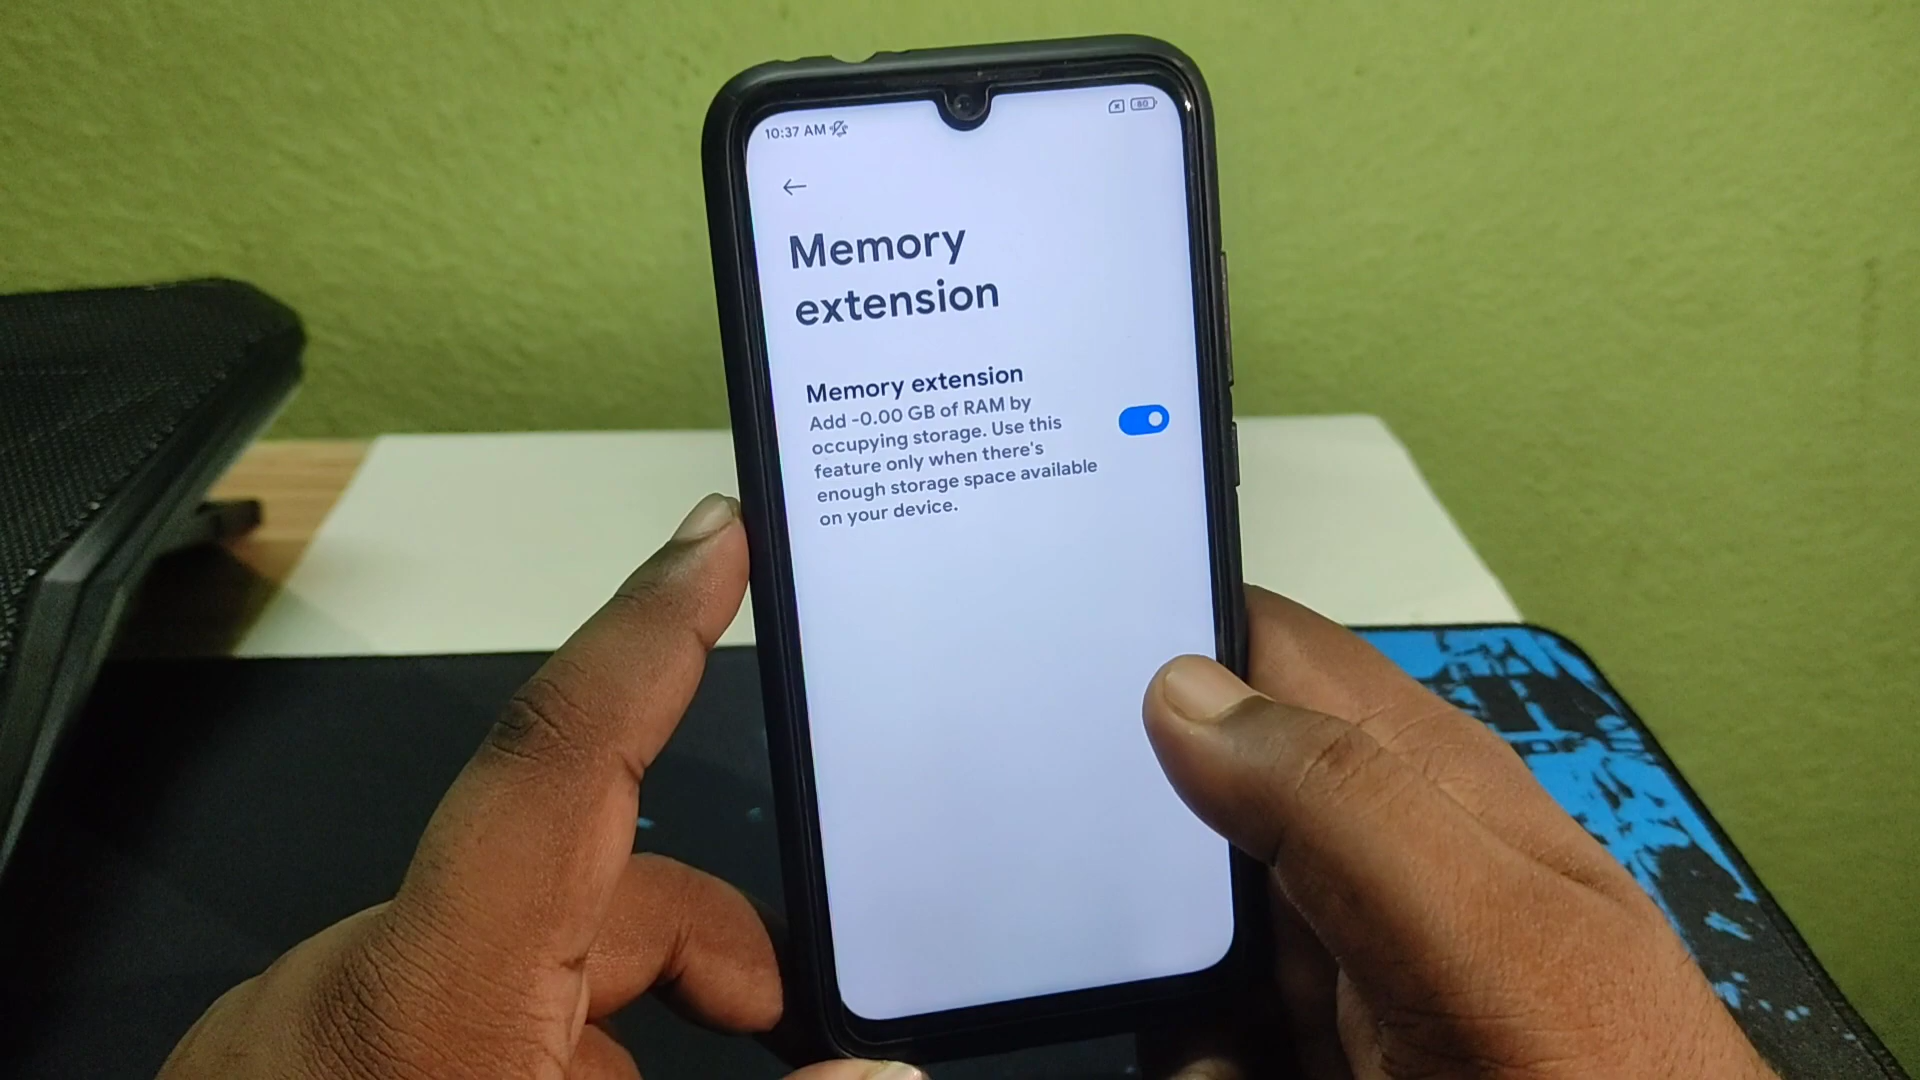 10:37 AM
80
Memory
extension
Memory extension
Add -0.00 GB of RAM by
occupying storage. Use this
feature only when there's
enough storage space available
on your device.